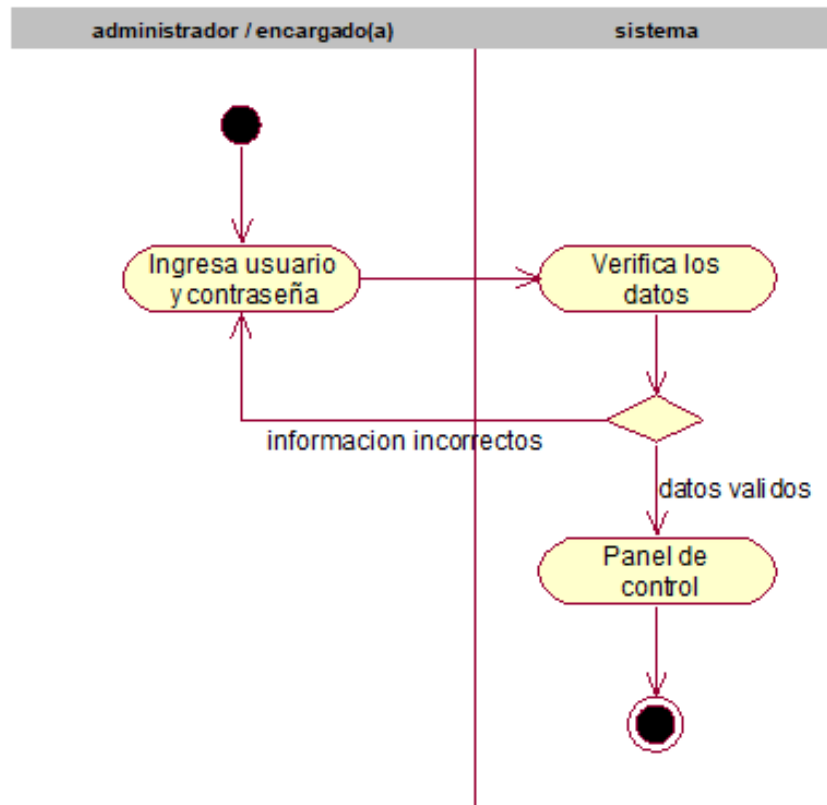 administrador / encargado(a)
sistema
Ingresa usuario
y contraseña
Verifica los
datos
informacion incorrectos
datos validos
Panel de
control